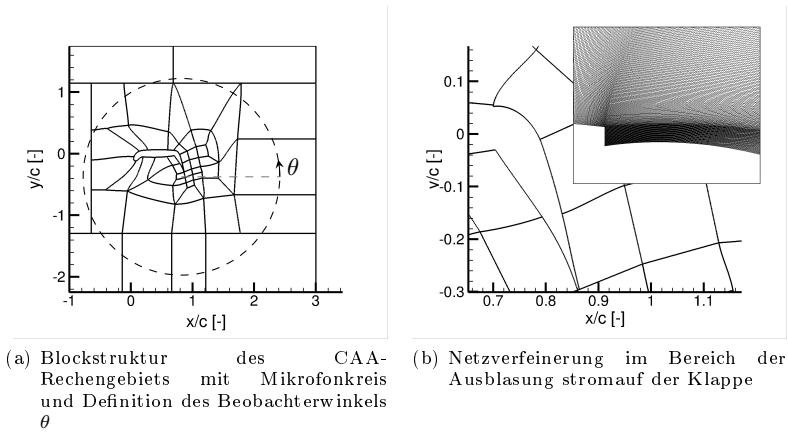 y/c [-]
1
0
-1
-2
-1
0
1
2
3
x/c [-]
θ
y/c [-]
0.1
0
-0.1
-0.2
-0.3
0.7
0.8
0.9
1
1.1
x/c [-]
(a) Blockstruktur des CAA-
Rechengebiets mit Mikrofonkreis
und Definition des Beobachterwinkels
θ
(b) Netzverfeinerung im Bereich der
Ausblasung stromauf der Klappe